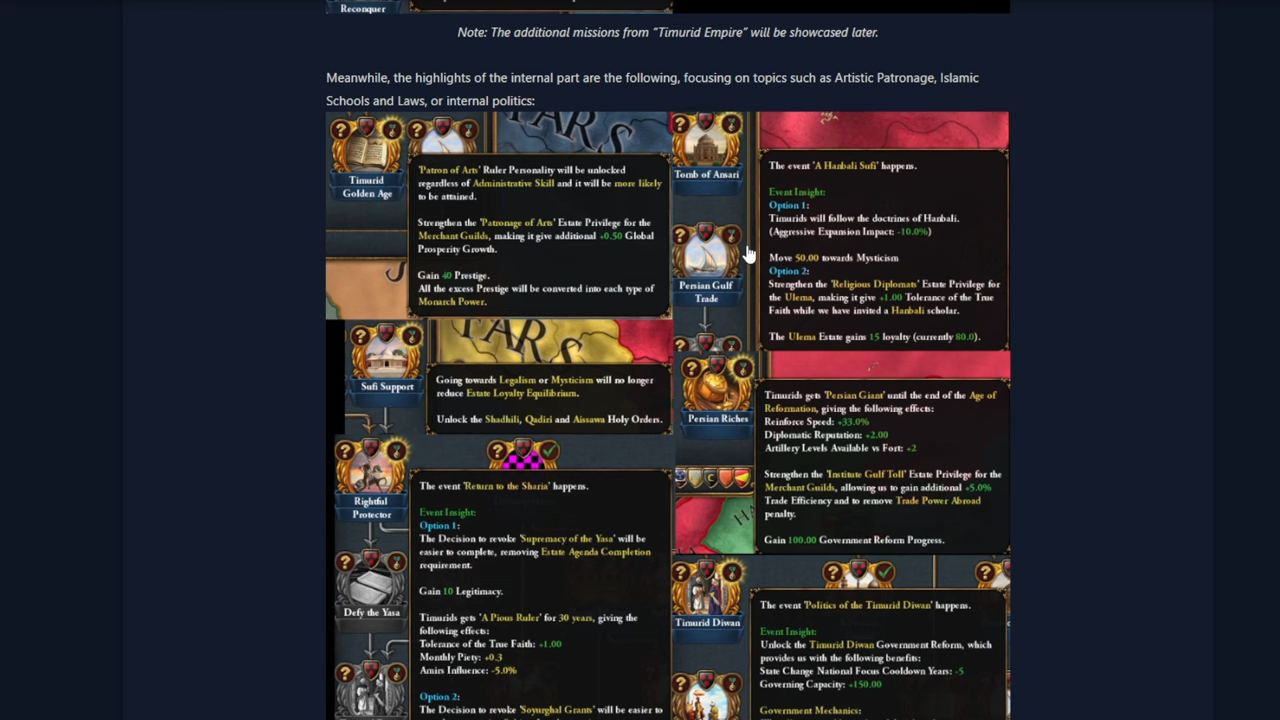 Reconquer
Note: The additional missions from “Timurid Empire” will be showcased later.
Meanwhile, the highlights of the internal part are the following, focusing on topics such as Artistic Patronage, Islamic
Schools and Laws, or internal politics:
TARS
Timurid
Golden Age
'Patron of Arts' Ruler Personality will be unlocked
regardless of Administrative Skill and it will be more likely
to be attained.
Strengthen the 'Patronage of Arts' Estate Privilege for the
Merchant Guilds, making it give additional +0.50 Global
Prosperity Growth.
Gain 40 Prestige.
All the excess Prestige will be converted into each type of
Monarch Power.
Tomb of Ansari
Persian Gulf
Trade
The event 'A Hanbali Sufi' happens.
Event Insight:
Option 1:
Timurids will follow the doctrines of Hanbali.
(Aggressive Expansion Impact: -10.0%)
Move 50.00 towards Mysticism
Option 2:
Strengthen the 'Religious Diplomats' Estate Privilege for
the Ulema, making it give +1.00 Tolerance of the True
Faith while we have invited a Hanbali scholar.
The Ulema Estate gains 15 loyalty (currently 80.0).
TARS
Sufi Support
Going towards Legalism or Mysticism will no longer
reduce Estate Loyalty Equilibrium.
Unlock the Shadhili, Qadiri and Aissawa Holy Orders.
Persian Riches
Timurids gets 'Persian Giant' until the end of the Age of
Reformation, giving the following effects:
Reinforce Speed: +33.0%
Diplomatic Reputation: +2.00
Artillery Levels Available vs Fort: +2
Strengthen the 'Institute Gulf Toll' Estate Privilege for the
Merchant Guilds, allowing us to gain additional +5.0%
Trade Efficiency and to remove Trade Power Abroad
penalty.
Gain 100.00 Government Reform Progress.
HA
Rightful
Protector
Defy the Yasa
The event 'Return to the Sharia' happens.
Event Insight:
Option 1:
The Decision to revoke 'Supremacy of the Yasa' will be
easier to complete, removing Estate Agenda Completion
requirement.
Gain 10 Legitimacy.
Timurids gets 'A Pious Ruler' for 30 years, giving the
following effects:
Tolerance of the True Faith: +1.00
Monthly Piety: +0.3
Amirs Influence: -5.0%
Option 2:
The Decision to revoke 'Soyurghal Grants' will be easier to
Timurid Diwan
The event 'Politics of the Timurid Diwan' happens.
Event Insight:
Unlock the Timurid Diwan Government Reform, which
provides us with the following benefits:
State Change National Focus Cooldown Years: -5
Governing Capacity: +150.00
Government Mechanics: